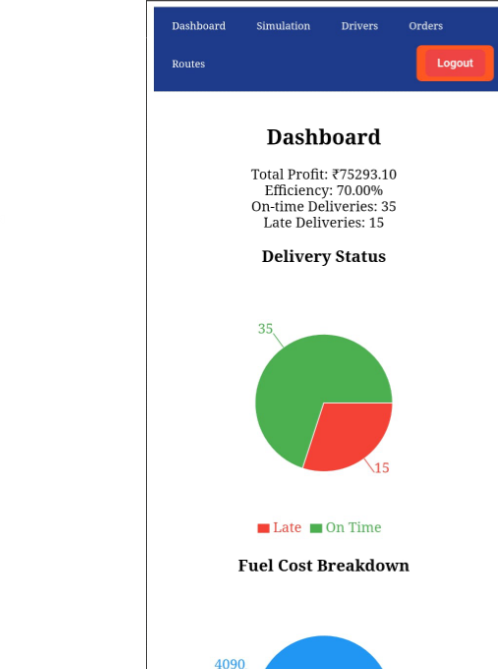 Dashboard Simulation Drivers Orders
Routes Logout
Dashboard
Total Profit: ₹75293.10
Efficiency: 70.00%
On-time Deliveries: 35
Late Deliveries: 15
Delivery Status
35
15
Late On Time
Fuel Cost Breakdown
4090